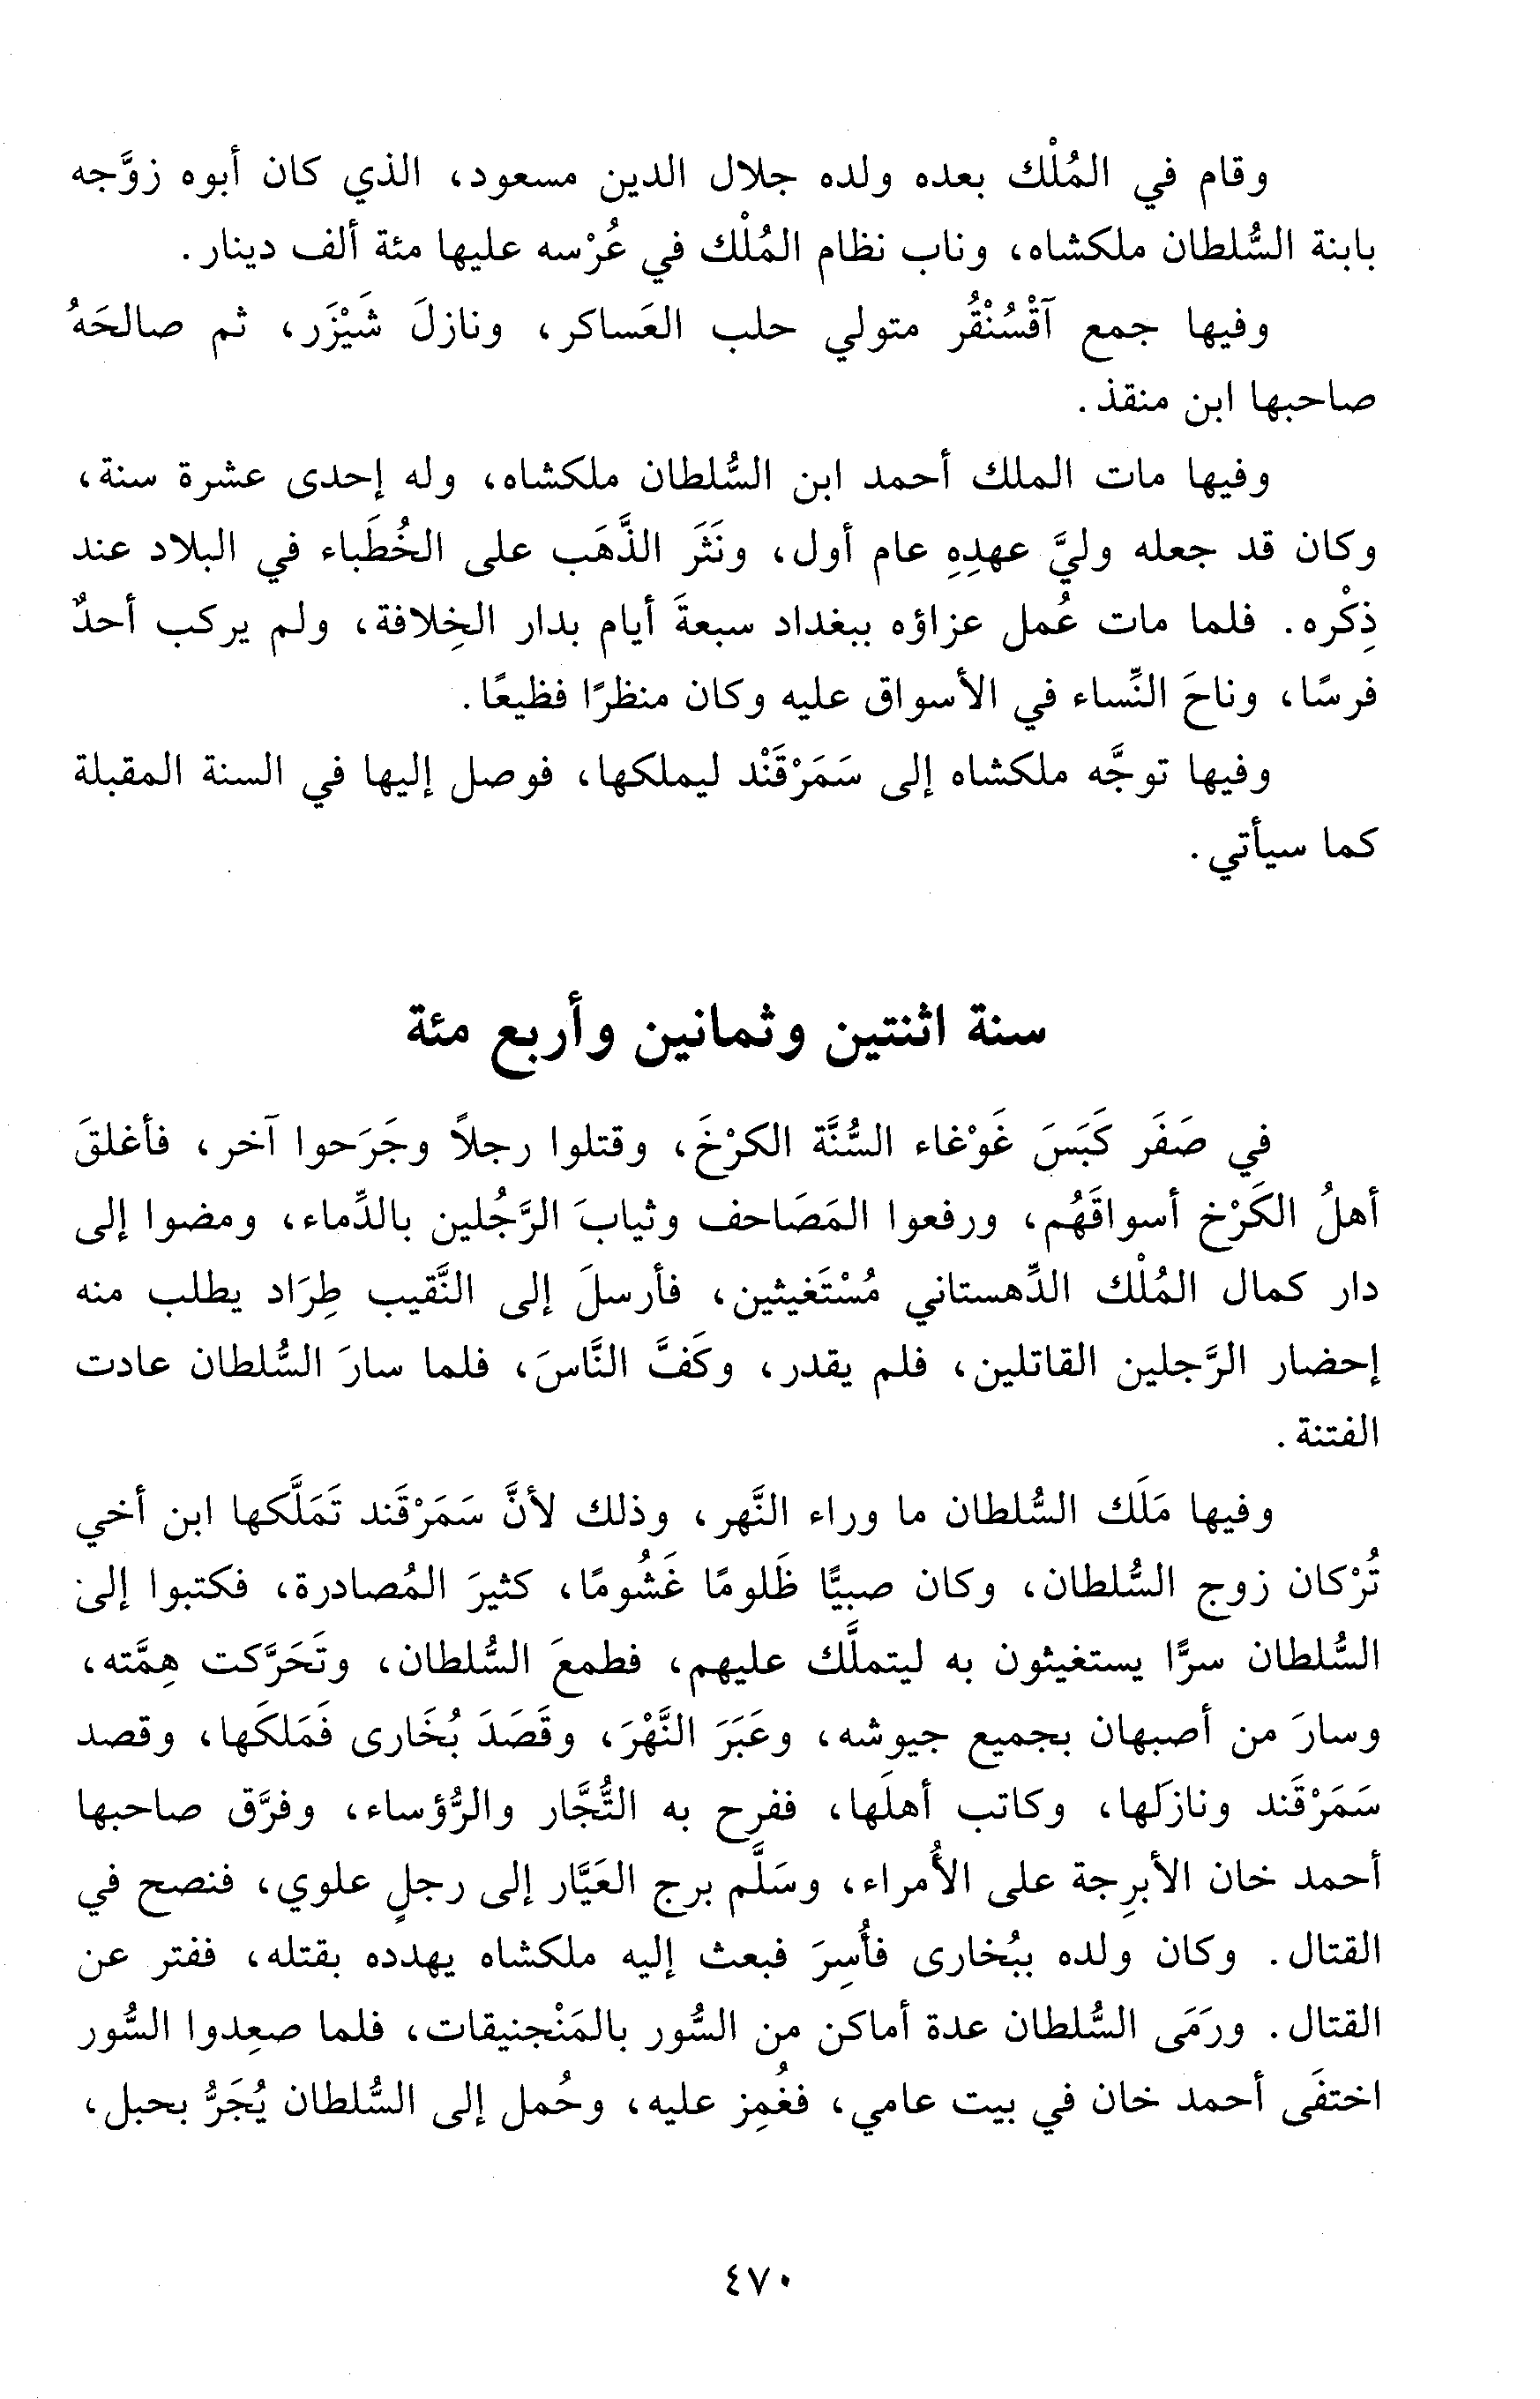 وقام في المُلْك بعده ولده جلال الدين مسعود، الذي كان أبوه زوَّجه
بابنة السُّلطان ملكشاه، وناب نظام المُلْك في عُرْسه عليها مئة ألف دينار.
وفيها جمع آقْسُنْقُر متولي حلب العَساكر، ونازلَ شَيْزَر، ثم صالحَهُ
صاحبها ابن منقذ.
وفيها مات الملك أحمد ابن السُّلطان ملكشاه، وله إحدى عشرة سنة،
وكان قد جعله وليَّ عهدِهِ عام أول، ونَثَر الذَّهَب على الخُطَباء في البلاد عند
ذِكْره. فلما مات عُمل عزاؤه ببغداد سبعةَ أيام بدار الخِلافة، ولم يركب أحدٌ
فرسًا، وناحَ النِّساء في الأسواق عليه وكان منظرًا فظيعًا.
وفيها توجَّه ملكشاه إلى سَمَرْقَنْد ليملكها، فوصل إليها في السنة المقبلة
كما سيأتي.
سنة اثنتين وثمانين وأربع مئة
في صَفَر كَبَسَ غَوْغاء السُّنَّة الكرْخَ، وقتلوا رجلاً وجَرَحوا آخر، فأغلقَ
أهلُ الكَرْخ أسواقَهُم، ورفعوا المَصَاحف وثيابَ الرَّجُلين بالدِّماء، ومضوا إلى
دار كمال المُلْك الدِّهستاني مُسْتَغيثين، فأرسلَ إلى النَّقيب طِرَاد يطلب منه
إحضار الرَّجلين القاتلين، فلم يقدر، وكَفَّ النَّاسَ، فلما سارَ السُّلطان عادت
الفتنة.
وفيها مَلَك السُّلطان ما وراء النَّهر، وذلك لأنَّ سَمَرْقَند تَمَلَّكها ابن أخي
تُرْكان زوج السُّلطان، وكان صبيًّا ظَلومًا غَشُومًا، كثيرَ المُصادرة، فكتبوا إلى
السُّلطان سرًّا يستغيثون به ليتملَّك عليهم، فطمعَ السُّلطان، وتَحَرَّكت هِمَّته،
وسارَ من أصبهان بجميع جيوشه، وعَبَرَ النَّهْرَ، وقَصَدَ بُخَارى فَمَلكَها، وقصد
سَمَرْقَند ونازلَها، وكاتب أهلَها، ففرح به التُّجَّار والرُّؤساء، وفرَّق صاحبها
أحمد خان الأبرِجة على الأُمراء، وسَلَّم برج العَيَّار إلى رجلٍ علوي، فنصح في
القتال. وكان ولده ببُخارى فأُسِرَ فبعث إليه ملكشاه يهدده بقتله، ففتر عن
القتال. ورَمَى السُّلطان عدة أماكن من السُّور بالمَنْجنيقات، فلما صعِدوا السُّور
اختفَى أحمد خان في بيت عامي، فغُمِز عليه، وحُمل إلى السُّلطان يُجَرُّ بحبل،
٤٧٠